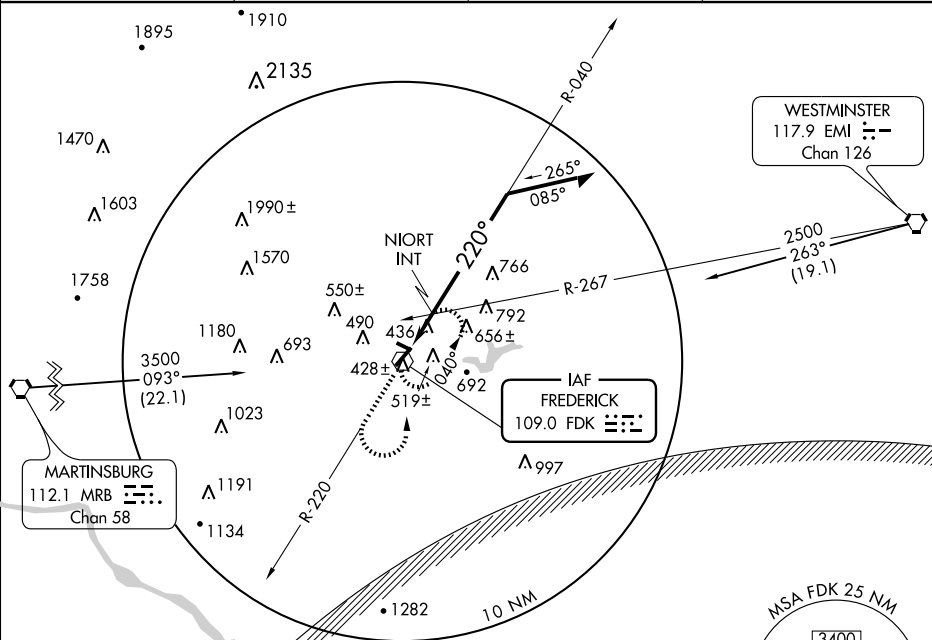 1910
1895
2135
R-040
WESTMINSTER
117.9 EMI
Chan 126
1470
265°
085°
1603
1990±
220°
NIORT
INT
2500
263°
(19.1)
1570
766
R-267
1758
550±
792
490
436
656±
1180
693
3500
093°
(22.1)
428±
040°
692
519±
IAF
FREDERICK
109.0 FDK
1023
997
MARTINSBURG
112.1 MRB
Chan 58
1191
1134
R-220
1282
10 NM
MSA FDK 25 NM
3400